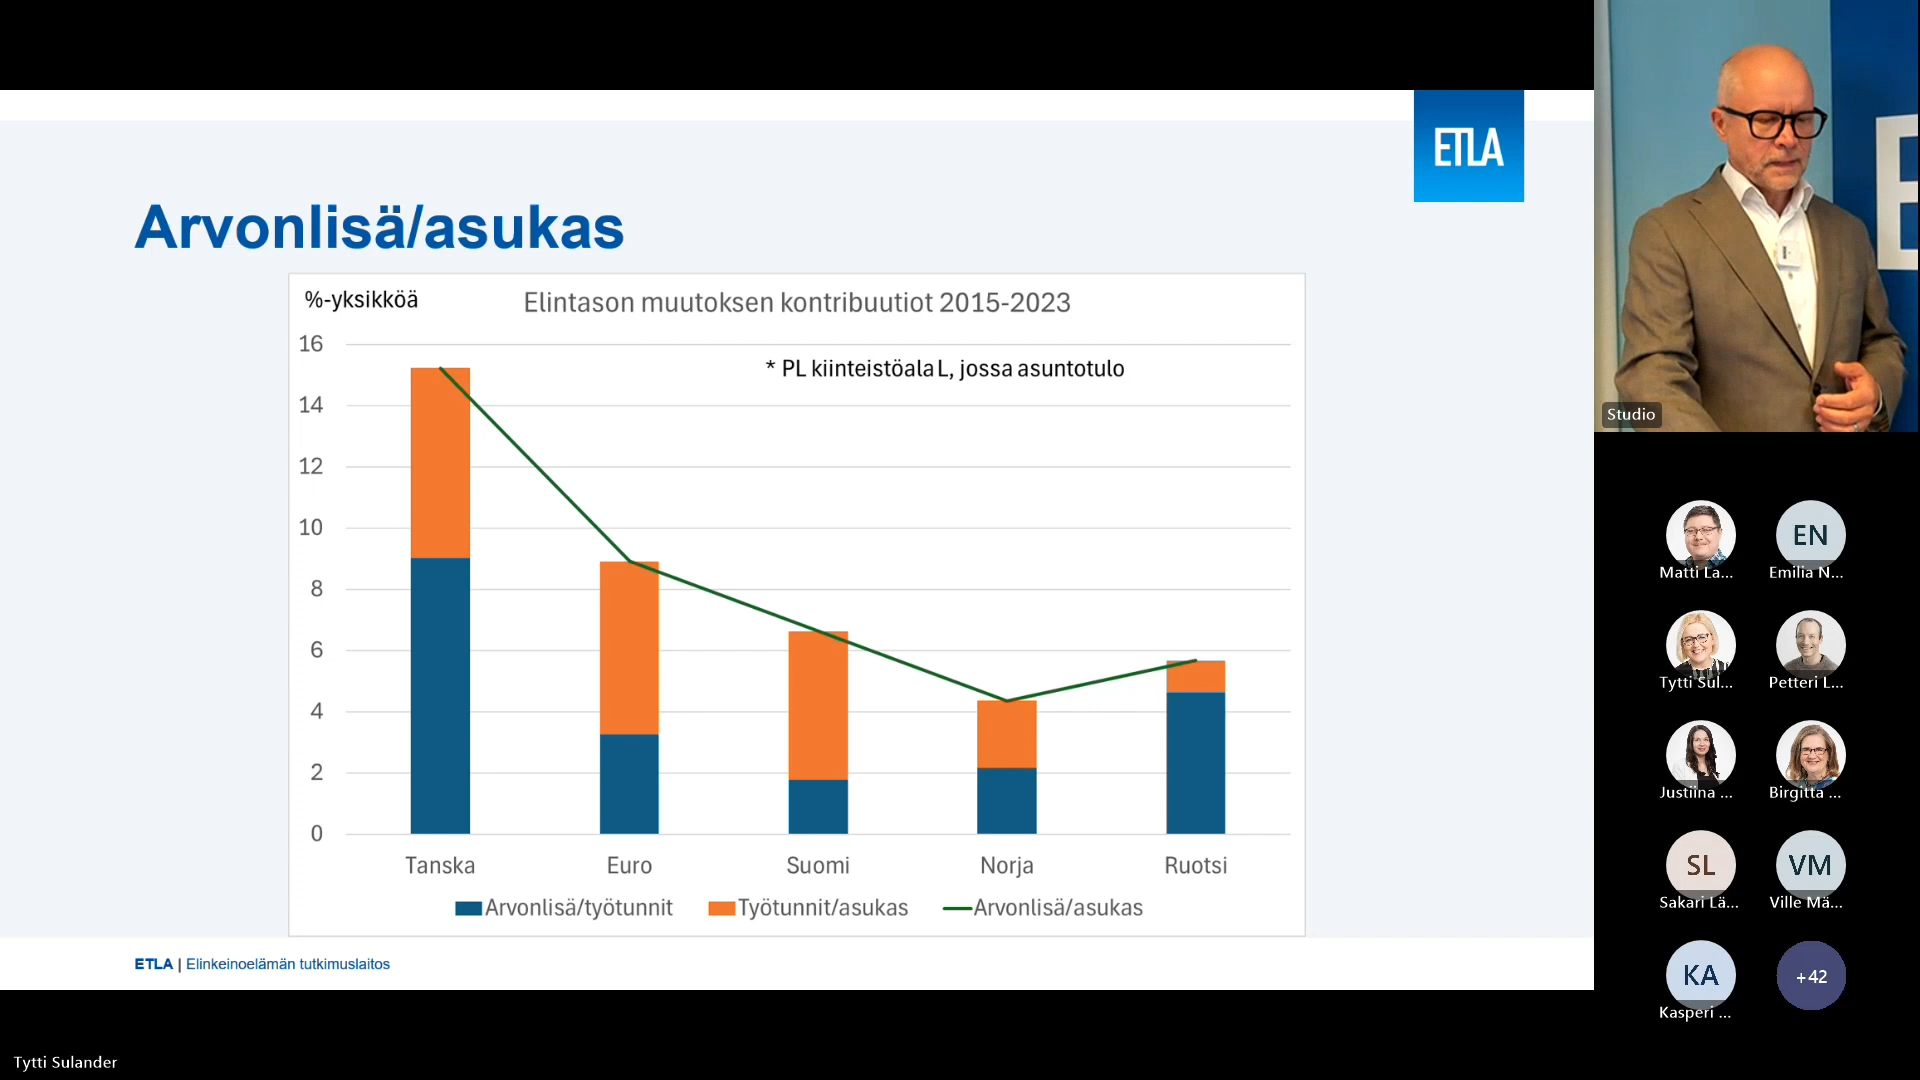 ETLA
Arvonlisä/asukas
%-yksikköä
Elintason muutoksen kontribuutiot 2015-2023
* PL kiinteistöala L, jossa asuntotulo
16
14
12
10
8
6
4
2
0
Tanska
Euro
Suomi
Norja
Ruotsi
Arvonlisä/työtunnit
Työtunnit/asukas
Arvonlisä/asukas
ETLA | Elinkeinoelämän tutkimuslaitos
Tytti Sulander
E
Studio
Matti La...
EN
Emilia N...
Tytti Sul...
Petteri L...
Justiina ...
Birgitta ...
SL
Sakari Lä...
VM
Ville Mä...
KA
Kasperi ...
+42